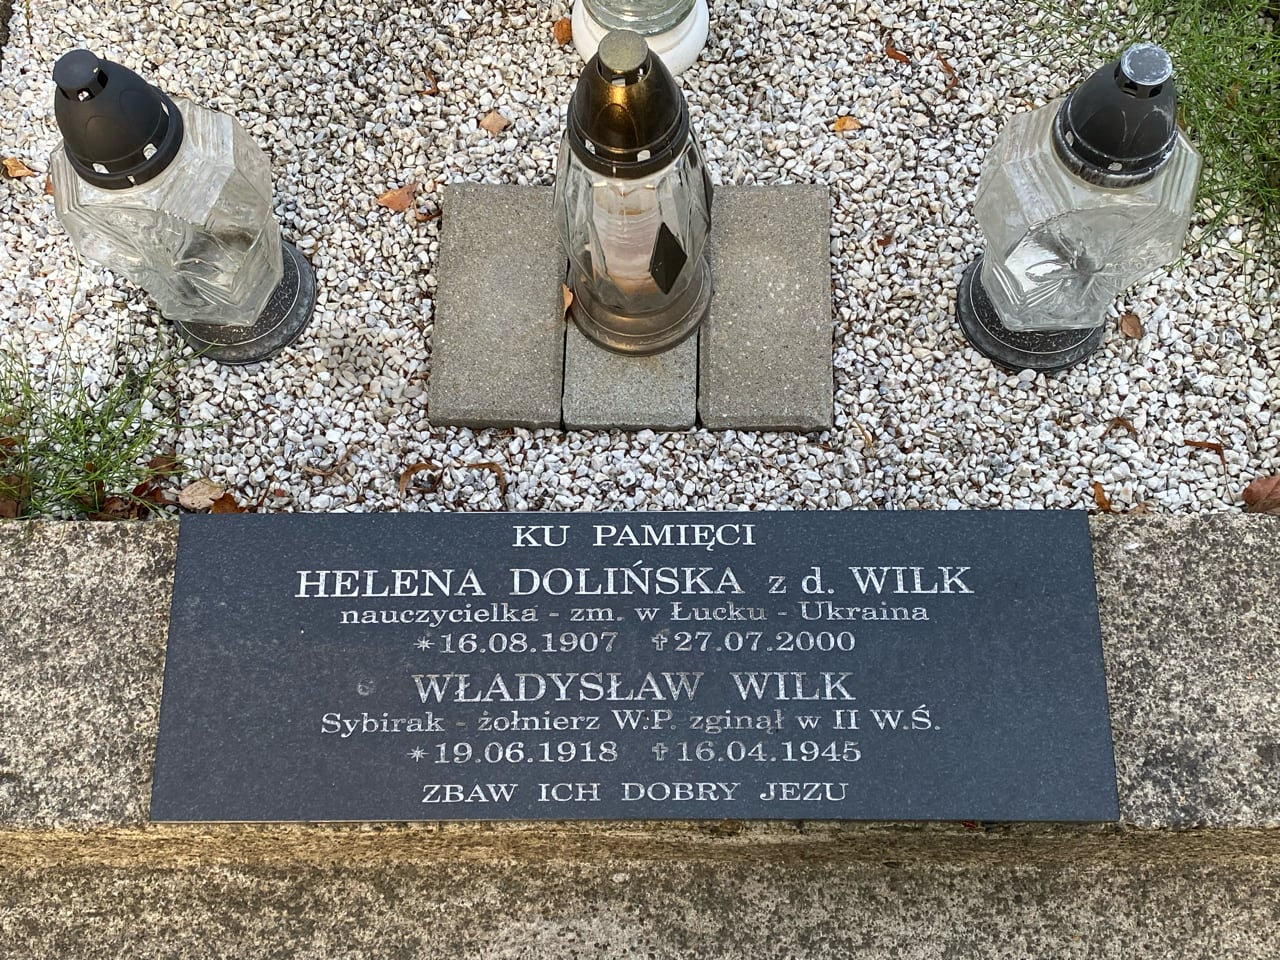 KU PAMIĘCI
HELENA DOLIŃSKA z d. WILK
nauczycielka - zm. w Łucku - Ukraina
*16.08.1907 ✝27.07.2000
WŁADYSŁAW WILK
Sybirak - żołnierz W.P. zginął w II W.Ś.
*19.06.1918 ✝16.04.1945
ZBAW ICH DOBRY JEZU